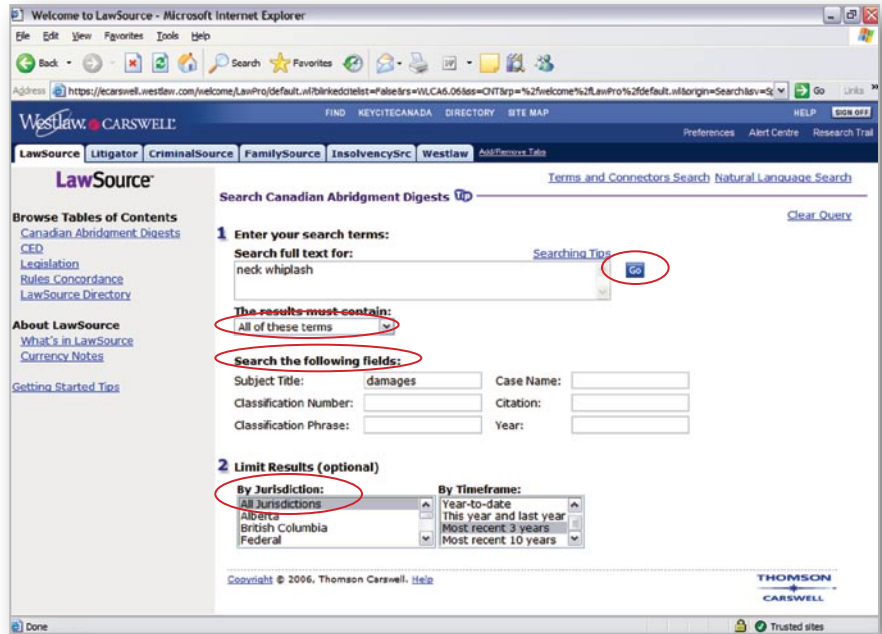 Welcome to LawSource - Microsoft Internet Explorer
File Edit View Favorites Tools Help
Back Search Favorites
Address https://ecarswell.westlaw.com/welcome/LawPro/default.wl?blinkedcitelist=False&rs=WLCA6.06&ss=CNT&rp=%2fwelcome%2fLawPro%2fdefault.wl&origin=Search&sv=Sp Go Links »
Westlaw CARSWELL
FIND KEYCITECANADA DIRECTORY SITE MAP HELP SIGN OFF
Preferences Alert Centre Research Trail
LawSource Litigator CriminalSource FamilySource InsolvencySrc Westlaw Add/Remove Tabs
LawSource
Terms and Connectors Search Natural Language Search
Search Canadian Abridgment Digests Tip
Clear Query
Browse Tables of Contents
Canadian Abridgment Digests
CED
Legislation
Rules Concordance
LawSource Directory
About LawSource
What's in LawSource
Currency Notes
Getting Started Tips
1 Enter your search terms:
Search full text for: Searching Tips
neck whiplash Go
The results must contain:
All of these terms
Search the following fields:
Subject Title: damages Case Name:
Classification Number: Citation:
Classification Phrase: Year:
2 Limit Results (optional)
By Jurisdiction: By Timeframe:
All Jurisdictions Year-to-date
Alberta This year and last year
British Columbia Most recent 3 years
Federal Most recent 10 years
Copyright © 2006, Thomson Carswell. Help
THOMSON
CARSWELL
Done Trusted sites